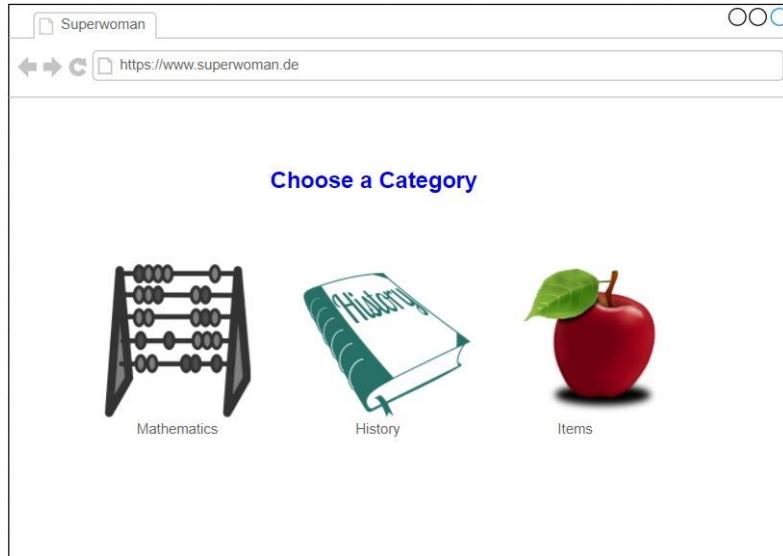 Superwoman
https://www.superwoman.de
Choose a Category
History
Mathematics
History
Items